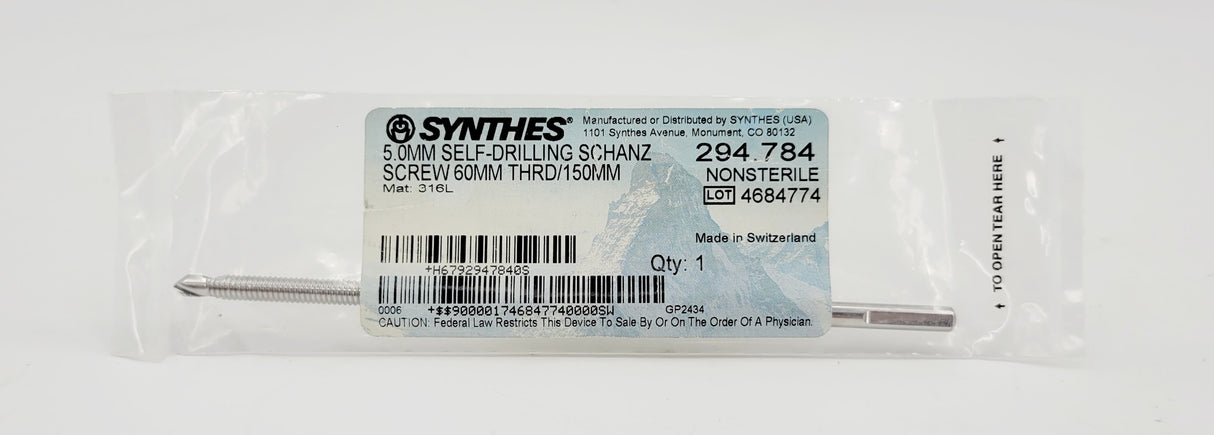 SYNTHES®
Manufactured or Distributed by SYNTHES (USA)
1101 Synthes Avenue, Monument, CO 80132
5.0MM SELF-DRILLING SCHANZ
SCREW 60MM THRD/150MM
Mat: 316L
294.784
NONSTERILE
LOT 4684774
Made in Switzerland
+H6792947840S
Qty: 1
0006 +$$900001746847740000SW GP2434
CAUTION: Federal Law Restricts This Device To Sale By Or On The Order Of A Physician.
TO OPEN TEAR HERE